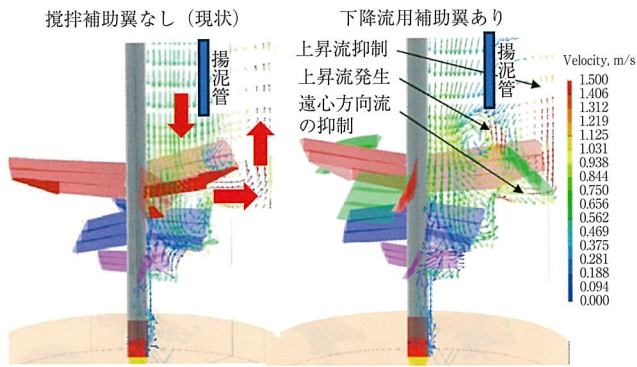 攪拌補助翼なし（現状）
揚泥管
下降流用補助翼あり
上昇流抑制
上昇流発生
遠心方向流
の抑制
揚泥管
Velocity, m/s
1.500
1.406
1.312
1.219
1.125
1.031
0.938
0.844
0.750
0.656
0.562
0.469
0.375
0.281
0.188
0.094
0.000